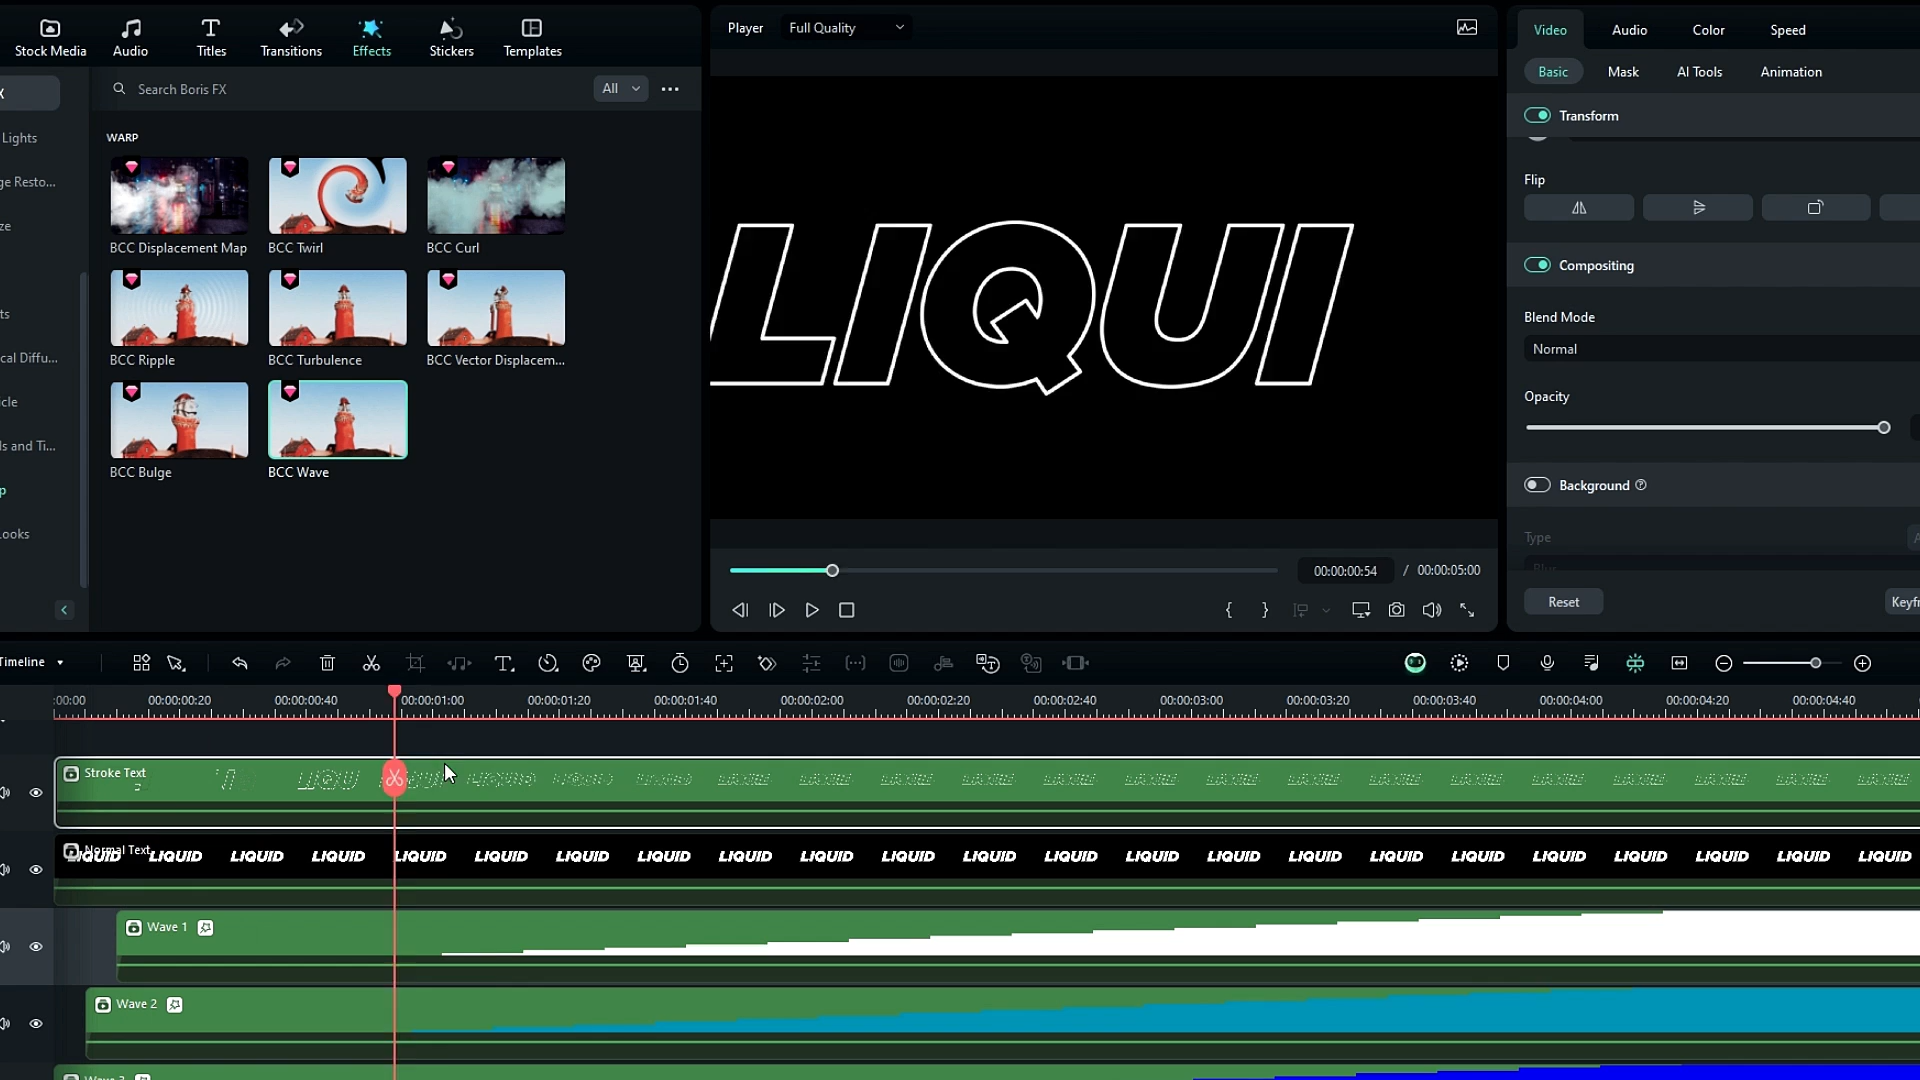 Stock Media
Audio
Titles
Transitions
Effects
Stickers
Templates
X
Search Boris FX
All
Lights
ge Resto...
ze
ts
cal Diffu...
cle
ls and Ti...
p
Looks
WARP
BCC Displacement Map
BCC Twirl
BCC Curl
BCC Ripple
BCC Turbulence
BCC Vector Displacem...
BCC Bulge
BCC Wave
Player
Full Quality
LIQUI
00:00:00:54 / 00:00:05:00
Video
Audio
Color
Speed
Basic
Mask
AI Tools
Animation
Transform
Flip
Compositing
Blend Mode
Normal
Opacity
Background
Type
Blur
Reset
Keyfr
Timeline
:00:00
00:00:00:20
00:00:00:40
00:00:01:00
00:00:01:20
00:00:01:40
00:00:02:00
00:00:02:20
00:00:02:40
00:00:03:00
00:00:03:20
00:00:03:40
00:00:04:00
00:00:04:20
00:00:04:40
Stroke Text
Normal Text
LIQUID LIQUID LIQUID LIQUID LIQUID LIQUID LIQUID LIQUID LIQUID LIQUID LIQUID LIQUID LIQUID LIQUID LIQUID LIQUID LIQUID LIQUID LIQUID LIQUID LIQUID LIQUID LIQUID
Wave 1
Wave 2
Wave 3